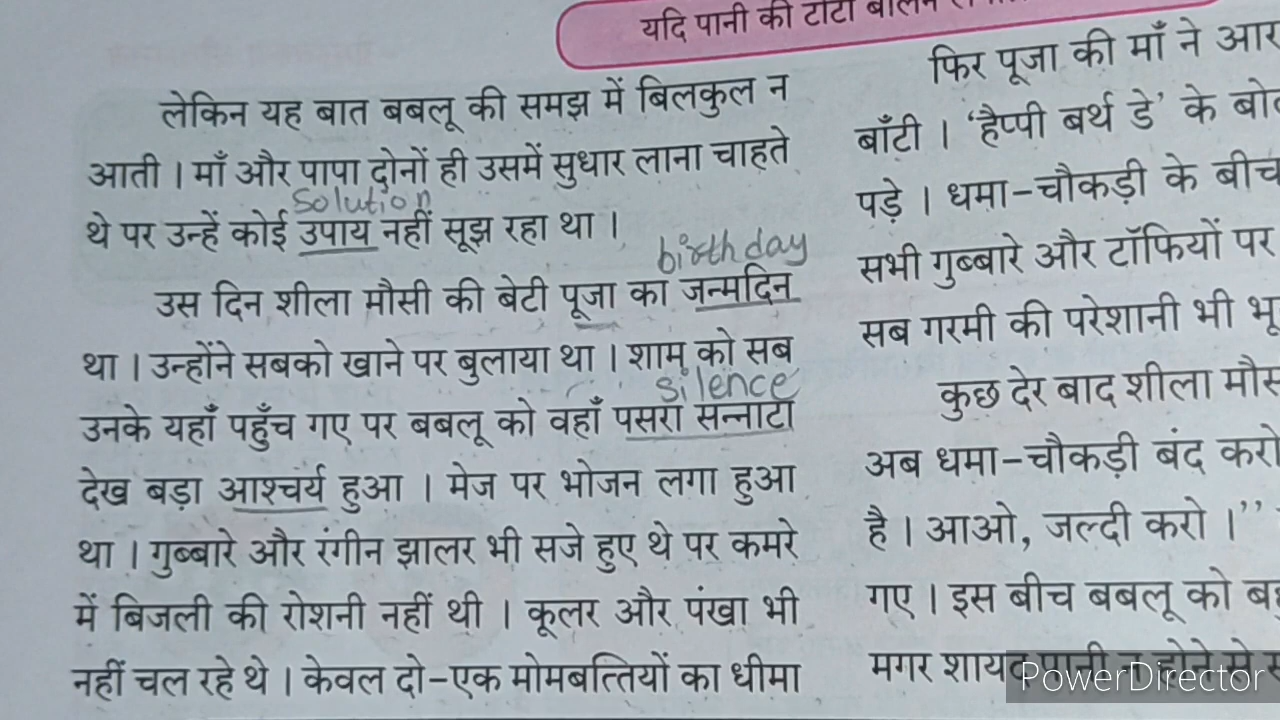 यदि पानी की टोंटी
लेकिन यह बात बबलू की समझ में बिलकुल न
आती । माँ और पापा दोनों ही उसमें सुधार लाना चाहते
solution
थे पर उन्हें कोई उपाय नहीं सूझ रहा था ।
birthday
उस दिन शीला मौसी की बेटी पूजा का जन्मदिन
था । उन्होंने सबको खाने पर बुलाया था । शाम को सब
silence
उनके यहाँ पहुँच गए पर बबलू को वहाँ पसरा सन्नाटा
देख बड़ा आश्चर्य हुआ । मेज पर भोजन लगा हुआ
था । गुब्बारे और रंगीन झालर भी सजे हुए थे पर कमरे
में बिजली की रोशनी नहीं थी । कूलर और पंखा भी
नहीं चल रहे थे । केवल दो-एक मोमबत्तियों का धीमा
फिर पूजा की माँ ने
बाँटी । ‘हैप्पी बर्थ डे’ के
पड़े । धमा-चौकड़ी के बीच
सभी गुब्बारे और टॉफियों पर
सब गरमी की परेशानी भी
कुछ देर बाद शीला
अब धमा-चौकड़ी बंद करो
है । आओ, जल्दी करो ।”
गए । इस बीच बबलू को
मगर शायद पानी न होने से
PowerDirector